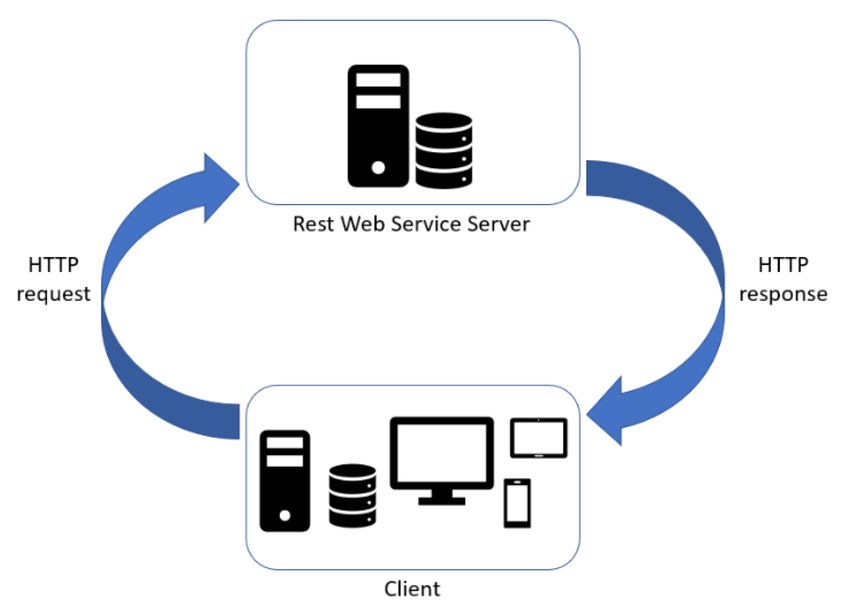 Rest Web Service Server
HTTP
request
HTTP
response
Client